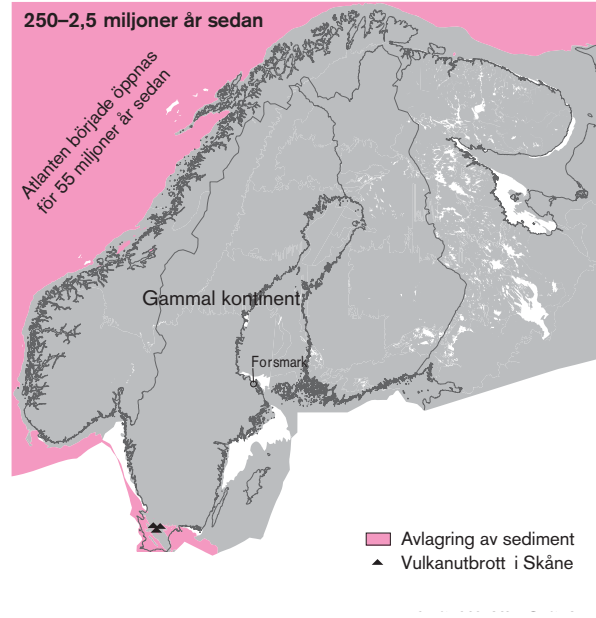 250–2,5 miljoner år sedan
Atlanten började öppnas
för 55 miljoner år sedan
Gammal kontinent
Forsmark
Avlagring av sediment
Vulkanutbrott i Skåne